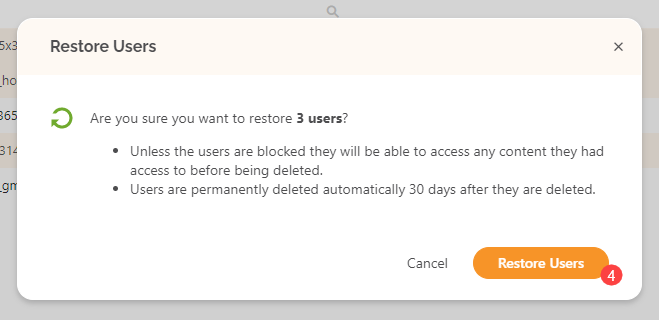 Restore Users
×
5x3
_ho
Are you sure you want to restore 3 users?
365
• Unless the users are blocked they will be able to access any content they had
access to before being deleted.
314
• Users are permanently deleted automatically 30 days after they are deleted.
_gm
Cancel
Restore Users
4